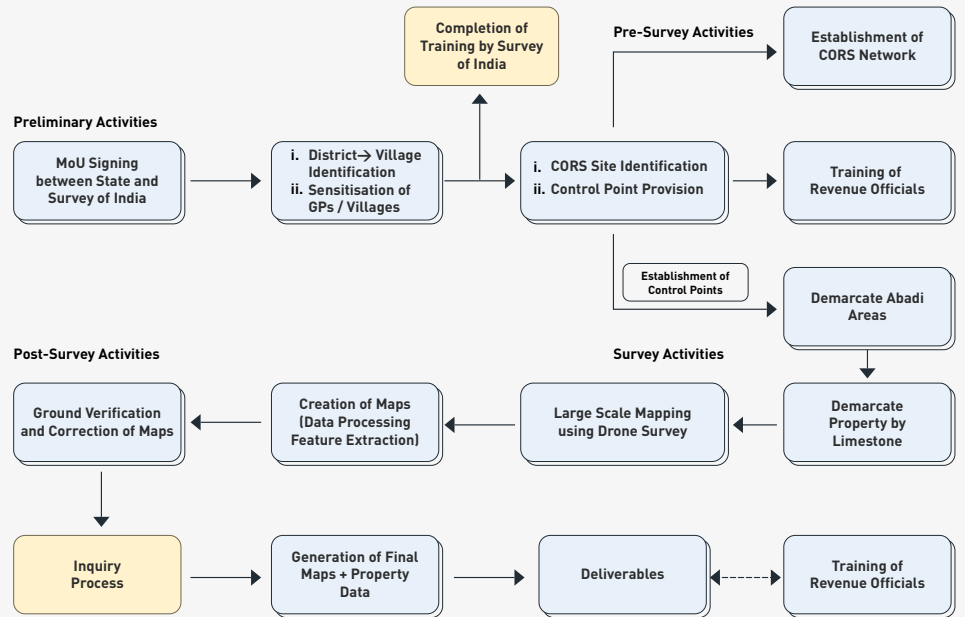 Completion of
Training by Survey
of India
Pre-Survey Activities
Establishment of
CORS Network
Preliminary Activities
MoU Signing
between State and
Survey of India
i. District→ Village
Identification
ii. Sensitisation of
GPs / Villages
i. CORS Site Identification
ii. Control Point Provision
Training of
Revenue Officials
Establishment of
Control Points
Demarcate Abadi
Areas
Post-Survey Activities
Survey Activities
Ground Verification
and Correction of Maps
Creation of Maps
(Data Processing
Feature Extraction)
Large Scale Mapping
using Drone Survey
Demarcate
Property by
Limestone
Inquiry
Process
Generation of Final
Maps + Property
Data
Deliverables
Training of
Revenue Officials